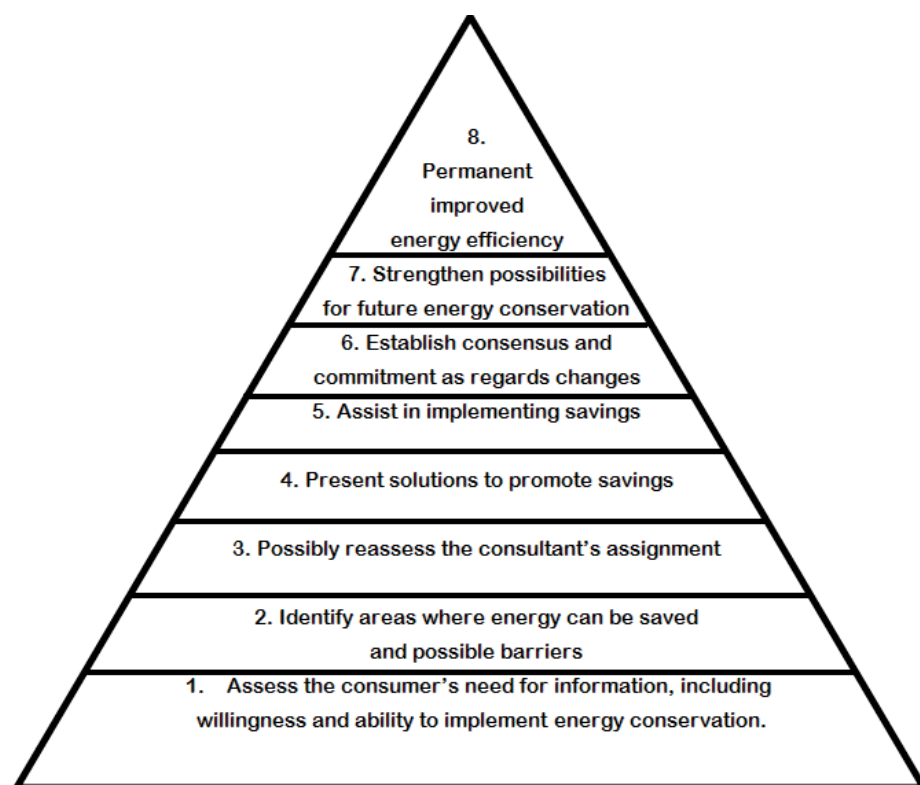 8.
Permanent
improved
energy efficiency
7. Strengthen possibilities
for future energy conservation
6. Establish consensus and
commitment as regards changes
5. Assist in implementing savings
4. Present solutions to promote savings
3. Possibly reassess the consultant’s assignment
2. Identify areas where energy can be saved
and possible barriers
1. Assess the consumer’s need for information, including
willingness and ability to implement energy conservation.